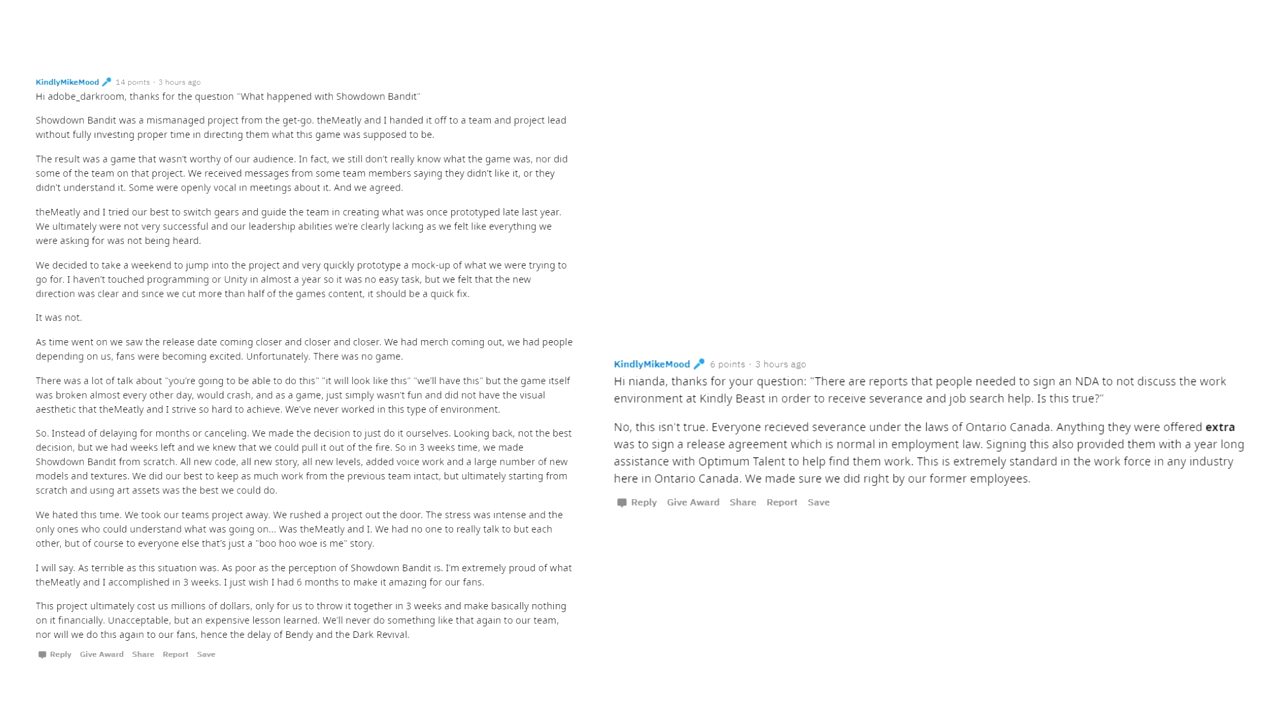 KindlyMikeMood 14 points · 3 hours ago
Hi adobe_darkroom, thanks for the question "What happened with Showdown Bandit"
Showdown Bandit was a mismanaged project from the get-go. theMeatly and I handed it off to a team and project lead
without fully investing proper time in directing them what this game was supposed to be.
The result was a game that wasn't worthy of our audience. In fact, we still don't really know what the game was, nor did
some of the team on that project. We received messages from some team members saying they didn't like it, or they
didn't understand it. Some were openly vocal in meetings about it. And we agreed.
theMeatly and I tried our best to switch gears and guide the team in creating what was once prototyped late last year.
We ultimately were not very successful and our leadership abilities we're clearly lacking as we felt like everything we
were asking for was not being heard.
We decided to take a weekend to jump into the project and very quickly prototype a mock-up of what we were trying to
go for. I haven't touched programming or Unity in almost a year so it was no easy task, but we felt that the new
direction was clear and since we cut more than half of the games content, it should be a quick fix.
It was not.
As time went on we saw the release date coming closer and closer and closer. We had merch coming out, we had people
depending on us, fans were becoming excited. Unfortunately. There was no game.
There was a lot of talk about "you're going to be able to do this" "it will look like this" "we'll have this" but the game itself
was broken almost every other day, would crash, and as a game, just simply wasn't fun and did not have the visual
aesthetic that theMeatly and I strive so hard to achieve. We've never worked in this type of environment.
So. Instead of delaying for months or canceling. We made the decision to just do it ourselves. Looking back, not the best
decision, but we had weeks left and we knew that we could pull it out of the fire. So in 3 weeks time, we made
Showdown Bandit from scratch. All new code, all new story, all new levels, added voice work and a large number of new
models and textures. We did our best to keep as much work from the previous team intact, but ultimately starting from
scratch and using art assets was the best we could do.
We hated this time. We took our teams project away. We rushed a project out the door. The stress was intense and the
only ones who could understand what was going on... Was theMeatly and I. We had no one to really talk to but each
other, but of course to everyone else that's just a "boo hoo woe is me" story.
I will say. As terrible as this situation was. As poor as the perception of Showdown Bandit is. I'm extremely proud of what
theMeatly and I accomplished in 3 weeks. I just wish I had 6 months to make it amazing for our fans.
This project ultimately cost us millions of dollars, only for us to throw it together in 3 weeks and make basically nothing
on it financially. Unacceptable, but an expensive lesson learned. We'll never do something like that again to our team,
nor will we do this again to our fans, hence the delay of Bendy and the Dark Revival.
Reply Give Award Share Report Save
KindlyMikeMood 6 points · 3 hours ago
Hi nianda, thanks for your question: "There are reports that people needed to sign an NDA to not discuss the work
environment at Kindly Beast in order to receive severance and job search help. Is this true?"
No, this isn't true. Everyone recieved severance under the laws of Ontario Canada. Anything they were offered extra
was to sign a release agreement which is normal in employment law. Signing this also provided them with a year long
assistance with Optimum Talent to help find them work. This is extremely standard in the work force in any industry
here in Ontario Canada. We made sure we did right by our former employees.
Reply Give Award Share Report Save